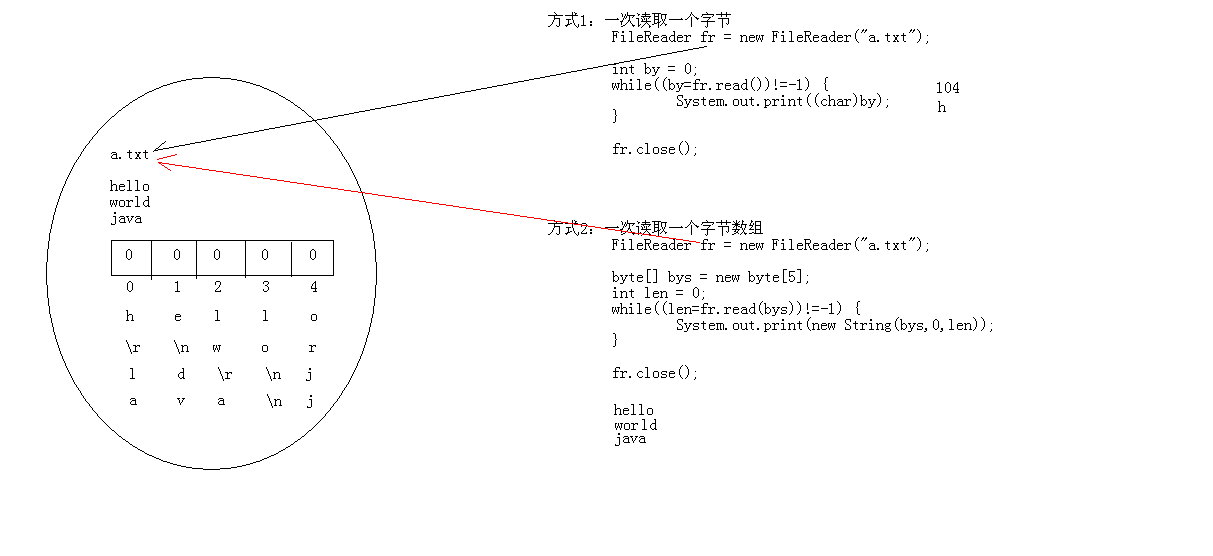 方式1：一次读取一个字节
FileReader fr = new FileReader("a.txt");
int by = 0;
while((by=fr.read())!=-1) {
System.out.print((char)by);
}
fr.close();
104
h
a.txt
hello
world
java
0 0 0 0 0
0 1 2 3 4
h e l l o
\r \n w o r
l d \r \n j
a v a \n j
方式2：一次读取一个字节数组
FileReader fr = new FileReader("a.txt");
byte[] bys = new byte[5];
int len = 0;
while((len=fr.read(bys))!=-1) {
System.out.print(new String(bys,0,len));
}
fr.close();
hello
world
java